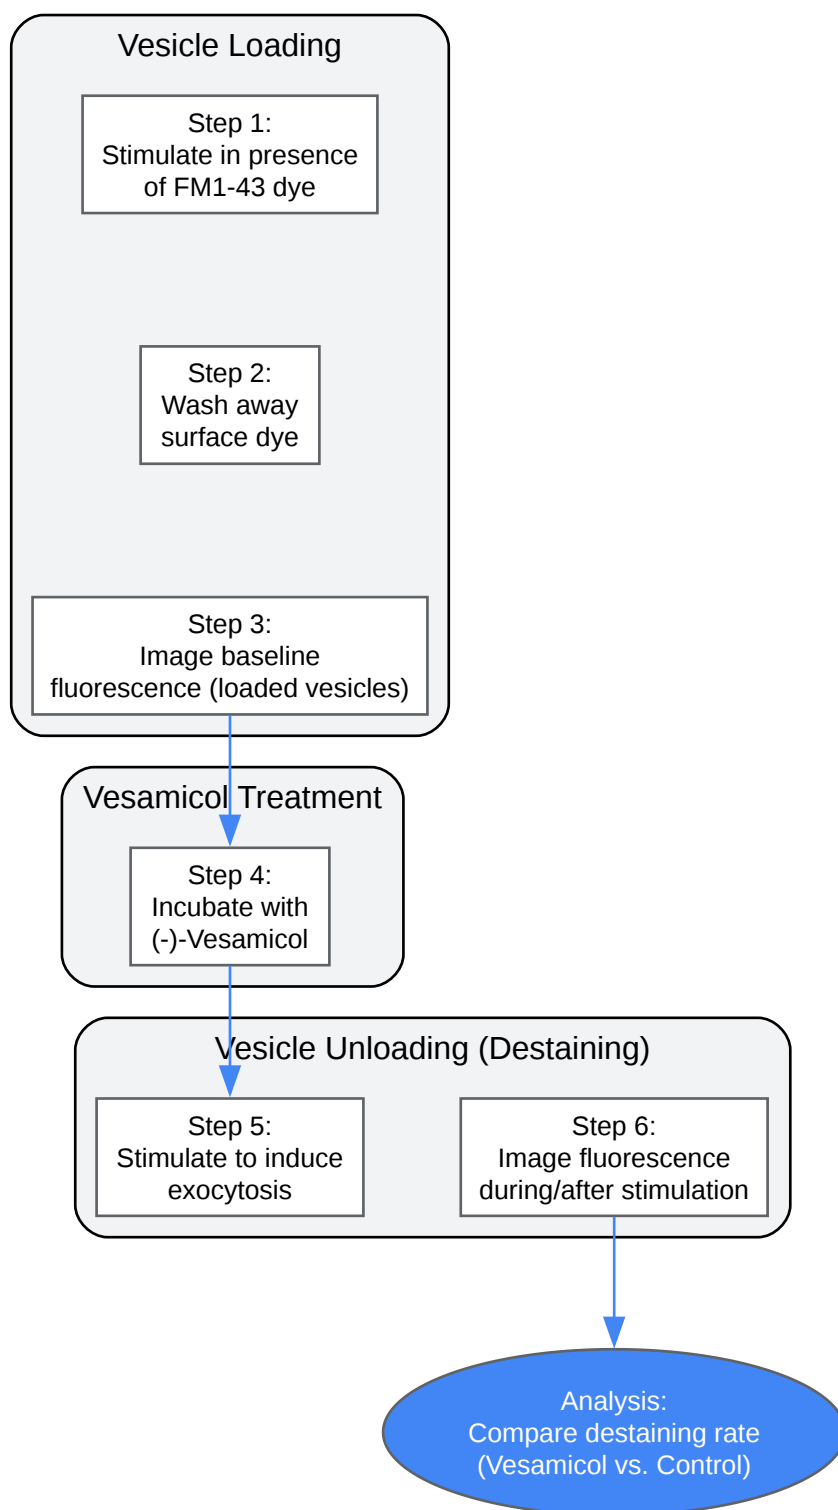 Vesicle Loading
Step 1:
Stimulate in presence
of FM1-43 dye
Step 2:
Wash away
surface dye
Step 3:
Image baseline
fluorescence (loaded vesicles)
Vesamicol Treatment
Step 4:
Incubate with
(-)-Vesamicol
Vesicle Unloading (Destaining)
Step 5:
Stimulate to induce
exocytosis
Step 6:
Image fluorescence
during/after stimulation
Analysis:
Compare destaining rate
(Vesamicol vs. Control)